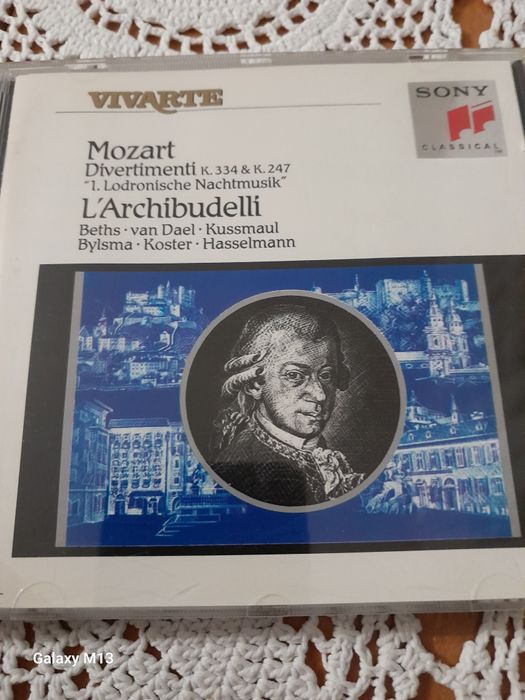 VIVARTE
SONY
CLASSICAL™
Mozart
Divertimenti K. 334 & K. 247
"1. Lodronische Nachtmusik"
L'Archibudelli
Beths · van Dael · Kussmaul
Bylsma · Koster · Hasselmann
Galaxy M13